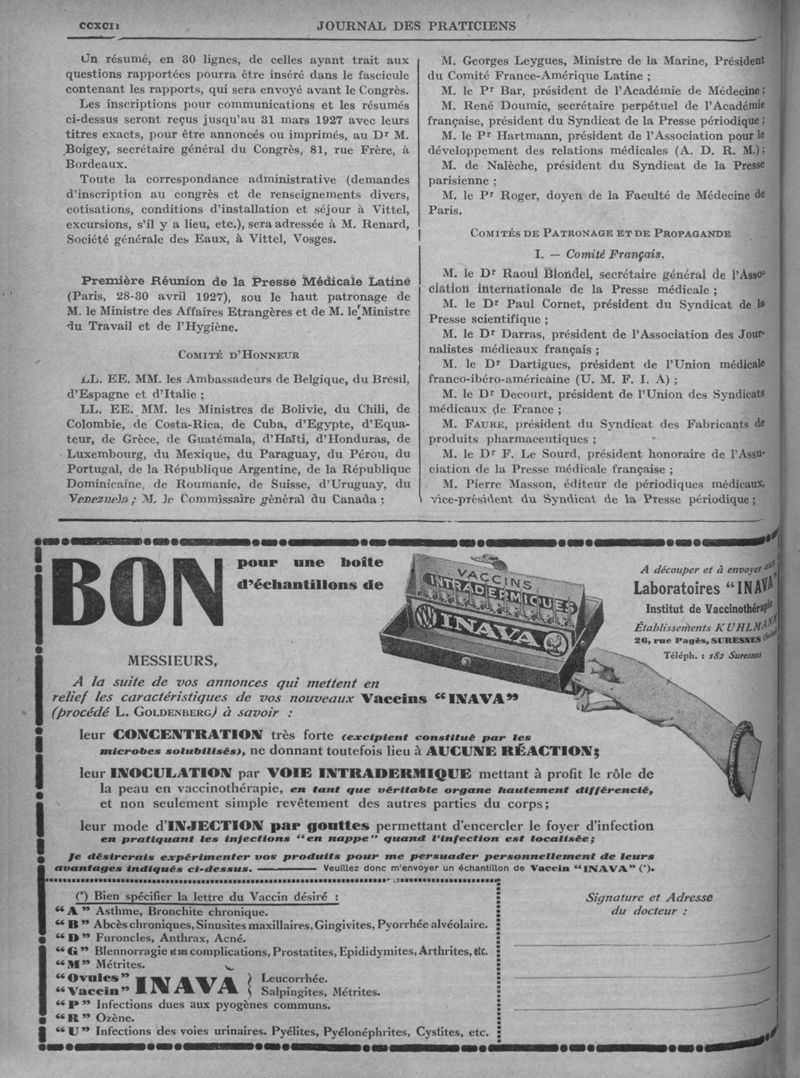 CCXCII
JOURNAL DES PRATICIENS
Un résumé, en 30 lignes, de celles ayant trait aux
questions rapportées pourra être inséré dans le fascicule
contenant les rapports, qui sera envoyé avant le Congrès.
Les inscriptions pour communications et les résumés
ci-dessus seront reçus jusqu'au 31 mars 1927 avec leurs
titres exacts, pour être annoncés ou imprimés, au Dr M.
Boigey, secrétaire général du Congrès, 81, rue Frère, à
Bordeaux.
Toute la correspondance administrative (demandes
d'inscription au congrès et de renseignements divers,
cotisations, conditions d'installation et séjour à Vittel,
excursions, s'il y a lieu, etc.), sera adressée à M. Renard,
Société générale des Eaux, à Vittel, Vosges.
Première Réunion de la Presse Médicale Latine
(Paris, 28-30 avril 1927), sou le haut patronage de
M. le Ministre des Affaires Etrangères et de M. le Ministre
du Travail et de l'Hygiène.
COMITÉ D'HONNEUR
LL. EE. MM. les Ambassadeurs de Belgique, du Brésil,
d'Espagne et d'Italie ;
LL. EE. MM. les Ministres de Bolivie, du Chili, de
Colombie, de Costa-Rica, de Cuba, d'Egypte, d'Equa-
teur, de Grèce, de Guatémala, d'Haïti, d'Honduras, de
Luxembourg, du Mexique, du Paraguay, du Pérou, du
Portugal, de la République Argentine, de la République
Dominicaine, de Roumanie, de Suisse, d'Uruguay, du
Venezuela ; M. le Commissaire général du Canada ;
M. Georges Leygues, Ministre de la Marine, Président
du Comité France-Amérique Latine ;
M. le Pr Bar, président de l'Académie de Médecine ;
M. René Doumic, secrétaire perpétuel de l'Académie
française, président du Syndicat de la Presse périodique ;
M. le Pr Hartmann, président de l'Association pour le
développement des relations médicales (A. D. R. M.) ;
M. de Nalèche, président du Syndicat de la Presse
parisienne ;
M. le Pr Roger, doyen de la Faculté de Médecine de
Paris.
COMITÉS DE PATRONAGE ET DE PROPAGANDE
I. — Comité Français.
M. le Dr Raoul Blondel, secrétaire général de l'Asso-
ciation internationale de la Presse médicale ;
M. le Dr Paul Cornet, président du Syndicat de la
Presse scientifique ;
M. le Dr Darras, président de l'Association des Jour-
nalistes médicaux français ;
M. le Dr Dartigues, président de l'Union médicale
franco-ibéro-américaine (U. M. F. I. A) ;
M. le Dr Decourt, président de l'Union des Syndicats
médicaux de France ;
M. FAURE, président du Syndicat des Fabricants de
produits pharmaceutiques ;
M. le Dr F. Le Sourd, président honoraire de l'Asso-
ciation de la Presse médicale française ;
M. Pierre Masson, éditeur de périodiques médicaux,
vice-président du Syndicat de la Presse périodique ;
BON
pour une boîte
d'échantillons de
VACCINS
INTRADERMIQUES
INAVA
A découper et à envoyer aux
Laboratoires "INAVA"
Institut de Vaccinothérapie
Établissements KUHLMANN
26, rue Pagès, SURESNES
Téléph. : 182 Suresnes
MESSIEURS,
A la suite de vos annonces qui mettent en
relief les caractéristiques de vos nouveaux Vaccins "INAVA"
(procédé L. GOLDENBERG) à savoir :
leur CONCENTRATION très forte (excipient constitué par les
microbes solubilisés), ne donnant toutefois lieu à AUCUNE RÉACTION;
leur INOCULATION par VOIE INTRADERMIQUE mettant à profit le rôle de
la peau en vaccinothérapie, en tant que véritable organe hautement différencié,
et non seulement simple revêtement des autres parties du corps;
leur mode d'INJECTION par gouttes permettant d'encercler le foyer d'infection
en pratiquant les injections "en nappe" quand l'infection est localisée;
Je désirerais expérimenter vos produits pour me persuader personnellement de leurs
avantages indiqués ci-dessus. — Veuillez donc m'envoyer un échantillon de Vaccin "INAVA" (*).
(*) Bien spécifier la lettre du Vaccin désiré :
"A" Asthme, Bronchite chronique.
"B" Abcès chroniques, Sinusites maxillaires, Gingivites, Pyorrhée alvéolaire.
"D" Furoncles, Anthrax, Acné.
"G" Blennorragie et ses complications, Prostatites, Epididymites, Arthrites, etc.
"M" Métrites.
"Ovules" INAVA } Leucorrhée.
"Vaccin" INAVA } Salpingites, Métrites.
"P" Infections dues aux pyogènes communs.
"R" Ozène.
"U" Infections des voies urinaires. Pyélites, Pyélonéphrites, Cystites, etc.
Signature et Adresse
du docteur :